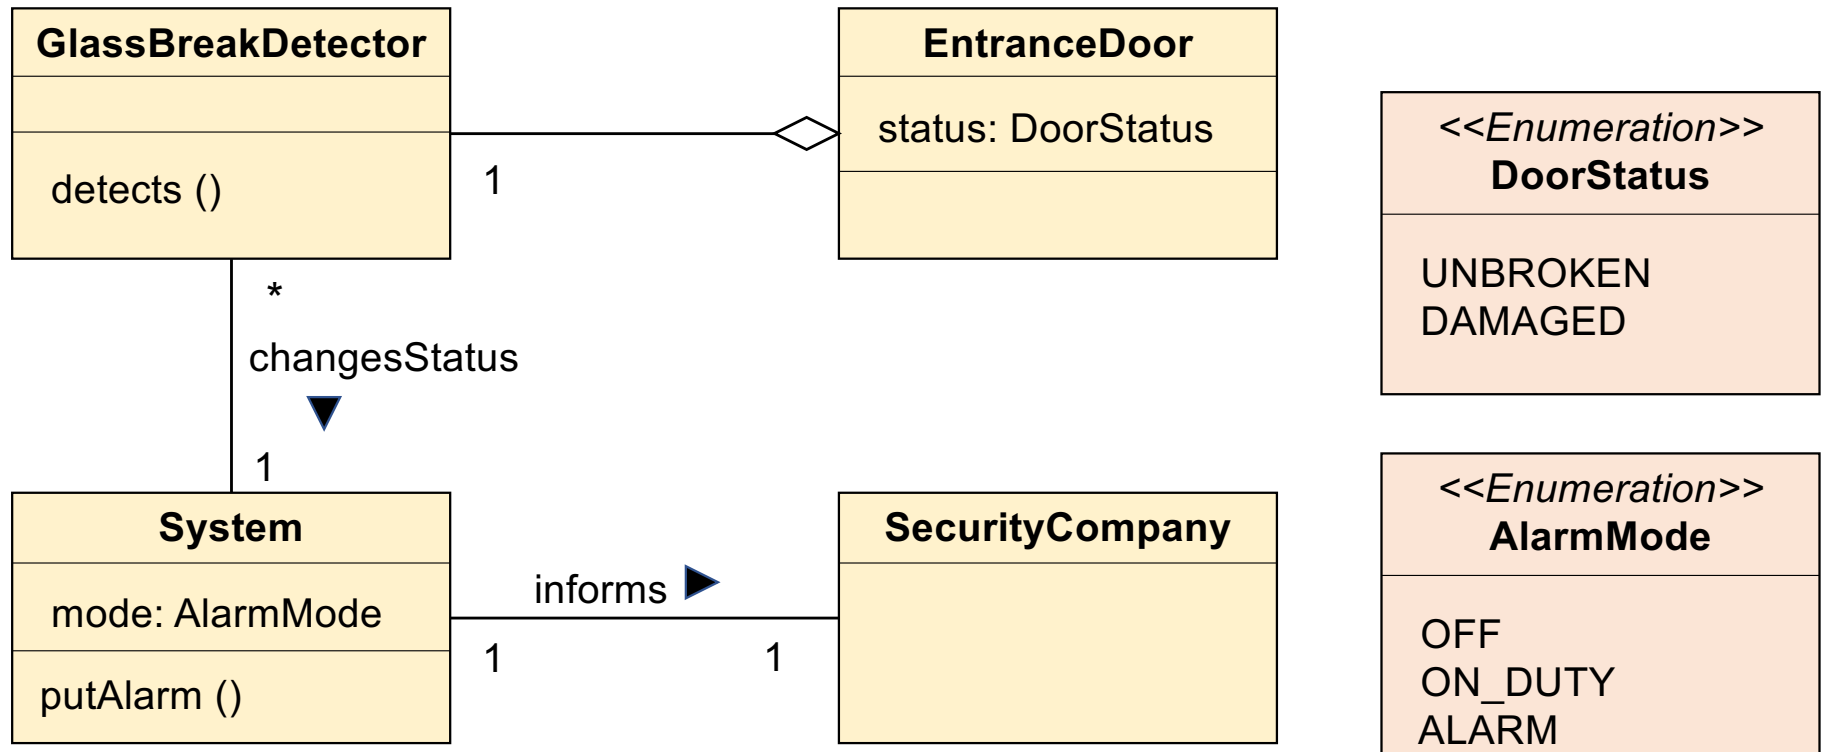 GlassBreakDetector
detects ()
1
EntranceDoor
status: DoorStatus
<<Enumeration>>
DoorStatus
UNBROKEN
DAMAGED
*
changesStatus
1
System
mode: AlarmMode
putAlarm ()
informs
1
1
SecurityCompany
<<Enumeration>>
AlarmMode
OFF
ON_DUTY
ALARM